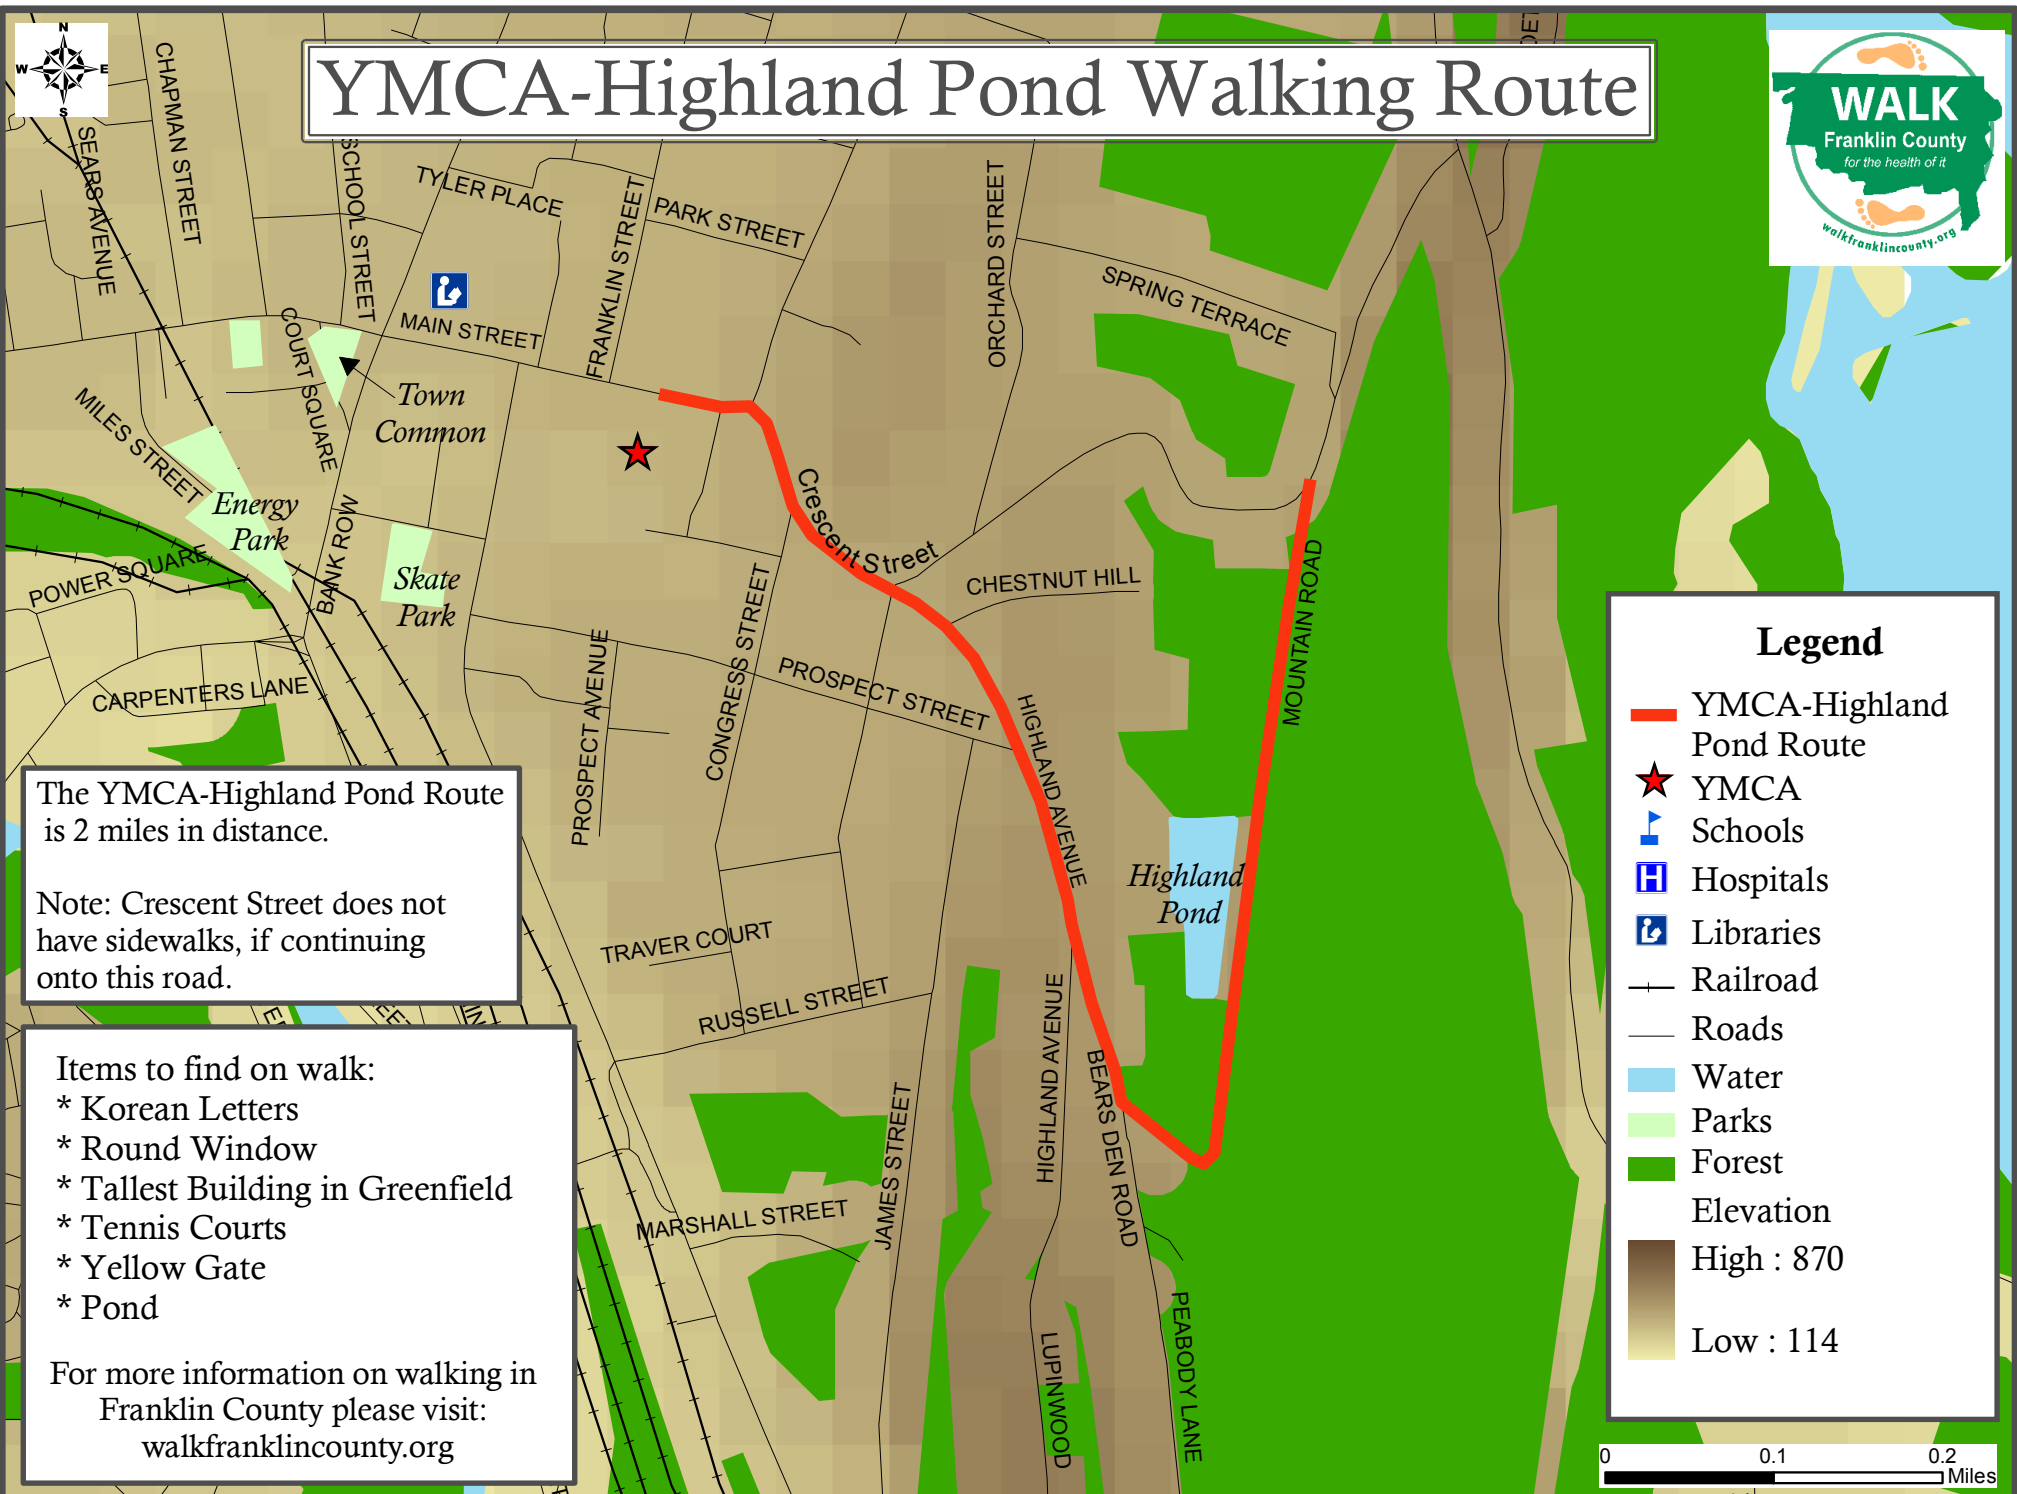 YMCA-Highland Pond Walking Route
N
W
E
S
WALK
Franklin County
for the health of it
walkfranklincounty.org
CHAPMAN STREET
SEARS AVENUE
SCHOOL STREET
TYLER PLACE
FRANKLIN STREET
PARK STREET
ORCHARD STREET
SPRING TERRACE
MAIN STREET
COURT SQUARE
Town
Common
MILES STREET
Energy
Park
BANK ROW
Skate
Park
POWER SQUARE
CARPENTERS LANE
Crescent Street
CHESTNUT HILL
MOUNTAIN ROAD
CONGRESS STREET
PROSPECT STREET
PROSPECT AVENUE
HIGHLAND AVENUE
Highland
Pond
TRAVER COURT
RUSSELL STREET
HIGHLAND AVENUE
BEARS DEN ROAD
JAMES STREET
MARSHALL STREET
LUPINWOOD
PEABODY LANE
The YMCA-Highland Pond Route
is 2 miles in distance.
Note: Crescent Street does not
have sidewalks, if continuing
onto this road.
Items to find on walk:
* Korean Letters
* Round Window
* Tallest Building in Greenfield
* Tennis Courts
* Yellow Gate
* Pond
For more information on walking in
Franklin County please visit:
walkfranklincounty.org
Legend
YMCA-Highland
Pond Route
YMCA
Schools
H Hospitals
Libraries
Railroad
Roads
Water
Parks
Forest
Elevation
High : 870
Low : 114
0 0.1 0.2
Miles